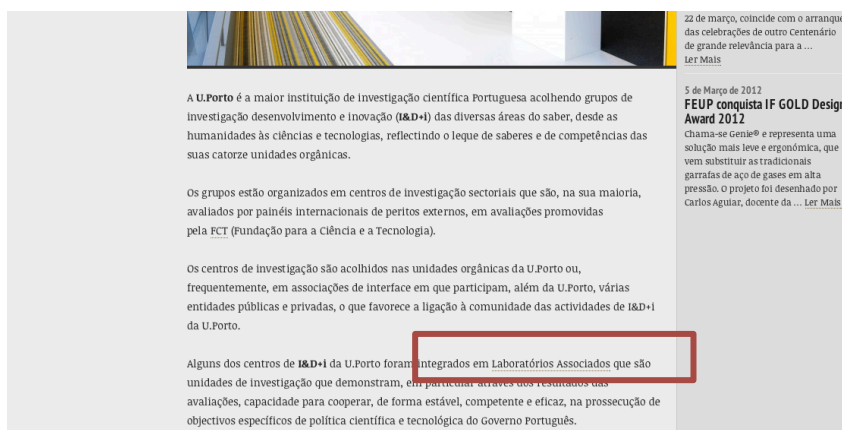 A U.Porto é a maior instituição de investigação científica Portuguesa acolhendo grupos de
investigação desenvolvimento e inovação (I&D+i) das diversas áreas do saber, desde as
humanidades às ciências e tecnologias, reflectindo o leque de saberes e de competências das
suas catorze unidades orgânicas.
Os grupos estão organizados em centros de investigação sectoriais que são, na sua maioria,
avaliados por painéis internacionais de peritos externos, em avaliações promovidas
pela FCT (Fundação para a Ciência e a Tecnologia).
Os centros de investigação são acolhidos nas unidades orgânicas da U.Porto ou,
frequentemente, em associações de interface em que participam, além da U.Porto, várias
entidades públicas e privadas, o que favorece a ligação à comunidade das actividades de I&D+i
da U.Porto.
Alguns dos centros de I&D+i da U.Porto foram integrados em Laboratórios Associados que são
unidades de investigação que demonstram, em particular através dos resultados das
avaliações, capacidade para cooperar, de forma estável, competente e eficaz, na prossecução de
objectivos específicos de política científica e tecnológica do Governo Português.
22 de março, coincide com o arranque
das celebrações de outro Centenário
de grande relevância para a …
Ler Mais
5 de Março de 2012
FEUP conquista IF GOLD Design
Award 2012
Chama-se Genie® e representa uma
solução mais leve e ergonómica, que
vem substituir as tradicionais
garrafas de aço de gases em alta
pressão. O projeto foi desenhado por
Carlos Aguiar, docente da … Ler Mais